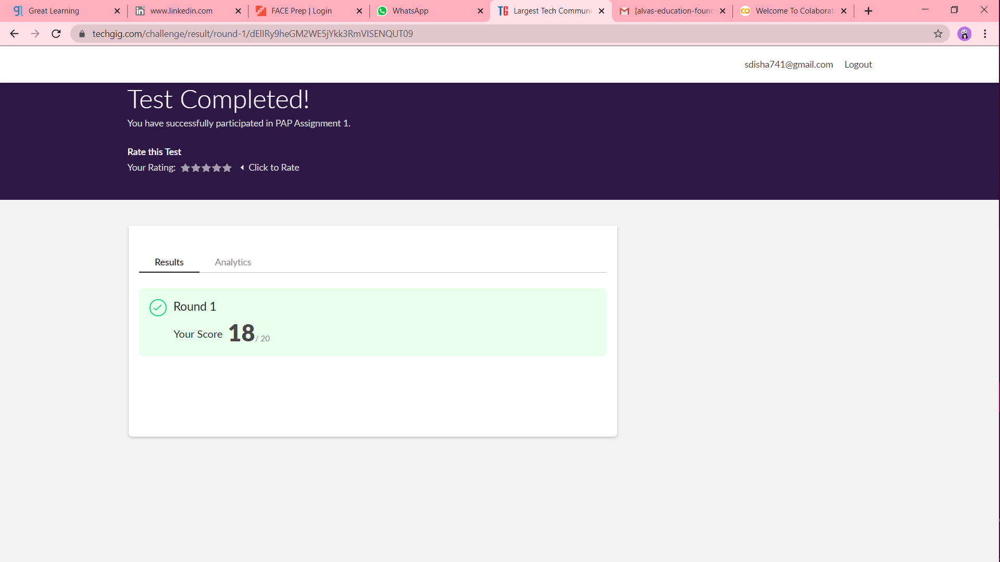 Great Learning
www.linkedin.com
FACE Prep | Login
WhatsApp
Largest Tech Communi
[alvas-education-foun
Welcome To Colaborat
techgig.com/challenge/result/round-1/dEllRy9heGM2WE5jYkk3RmVISENQUT09
sdisha741@gmail.com Logout
Test Completed!
You have successfully participated in PAP Assignment 1.
Rate this Test
Your Rating: Click to Rate
Results Analytics
Round 1
Your Score 18 / 20